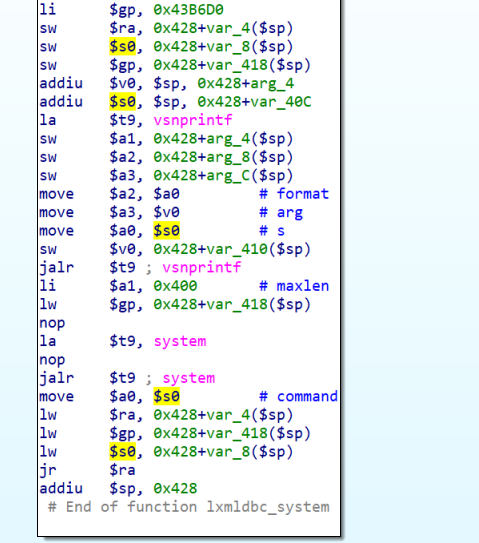 li $gp, 0x43B6D0
sw $ra, 0x428+var_4($sp)
sw $s0, 0x428+var_8($sp)
sw $gp, 0x428+var_418($sp)
addiu $v0, $sp, 0x428+arg_4
addiu $s0, $sp, 0x428+var_40C
la $t9, vsnprintf
sw $a1, 0x428+arg_4($sp)
sw $a2, 0x428+arg_8($sp)
sw $a3, 0x428+arg_C($sp)
move $a2, $a0 # format
move $a3, $v0 # arg
move $a0, $s0 # s
sw $v0, 0x428+var_410($sp)
jalr $t9 ; vsnprintf
li $a1, 0x400 # maxlen
lw $gp, 0x428+var_418($sp)
nop
la $t9, system
nop
jalr $t9 ; system
move $a0, $s0 # command
lw $ra, 0x428+var_4($sp)
lw $gp, 0x428+var_418($sp)
lw $s0, 0x428+var_8($sp)
jr $ra
addiu $sp, 0x428
# End of function lxmldbc_system